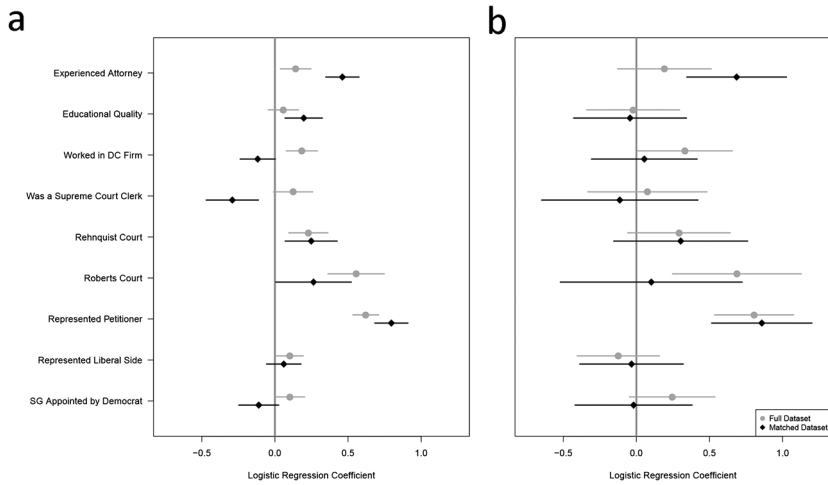 a
b
Experienced Attorney
Educational Quality
Worked in DC Firm
Was a Supreme Court Clerk
Rehnquist Court
Roberts Court
Represented Petitioner
Represented Liberal Side
SG Appointed by Democrat
Full Dataset
Matched Dataset
−0.5 0.0 0.5 1.0
−0.5 0.0 0.5 1.0
Logistic Regression Coefficient
Logistic Regression Coefficient